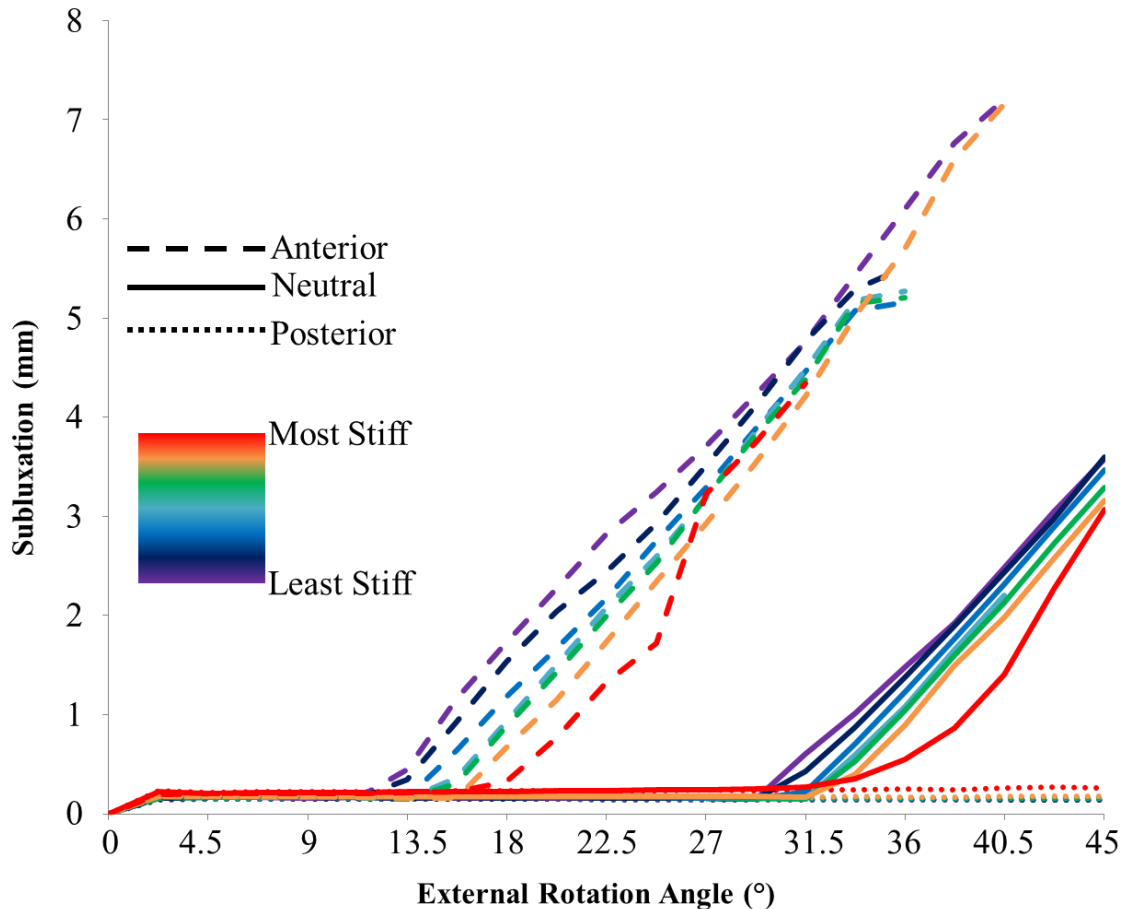 8
7
6
5
4
3
2
1
0
Subluxation (mm)
Anterior
Neutral
Posterior
Most Stiff
Least Stiff
0 4.5 9 13.5 18 22.5 27 31.5 36 40.5 45
External Rotation Angle (°)